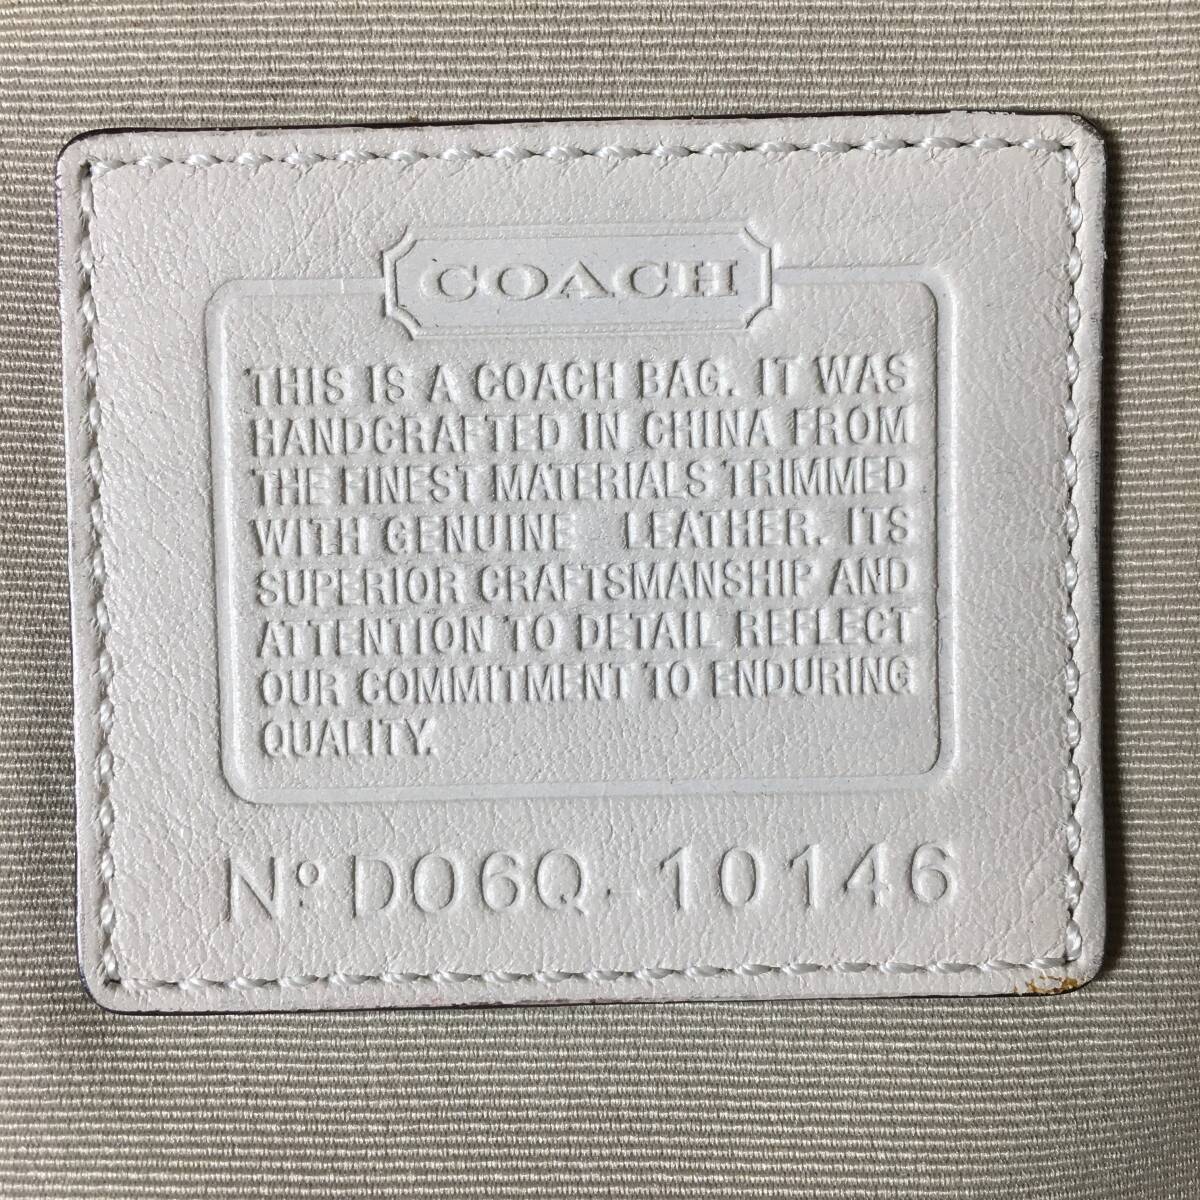 COACH
THIS IS A COACH BAG. IT WAS
HANDCRAFTED IN CHINA FROM
THE FINEST MATERIALS TRIMMED
WITH GENUINE LEATHER. ITS
SUPERIOR CRAFTSMANSHIP AND
ATTENTION TO DETAIL REFLECT
OUR COMMITMENT TO ENDURING
QUALITY.
Nº DO6Q-10146